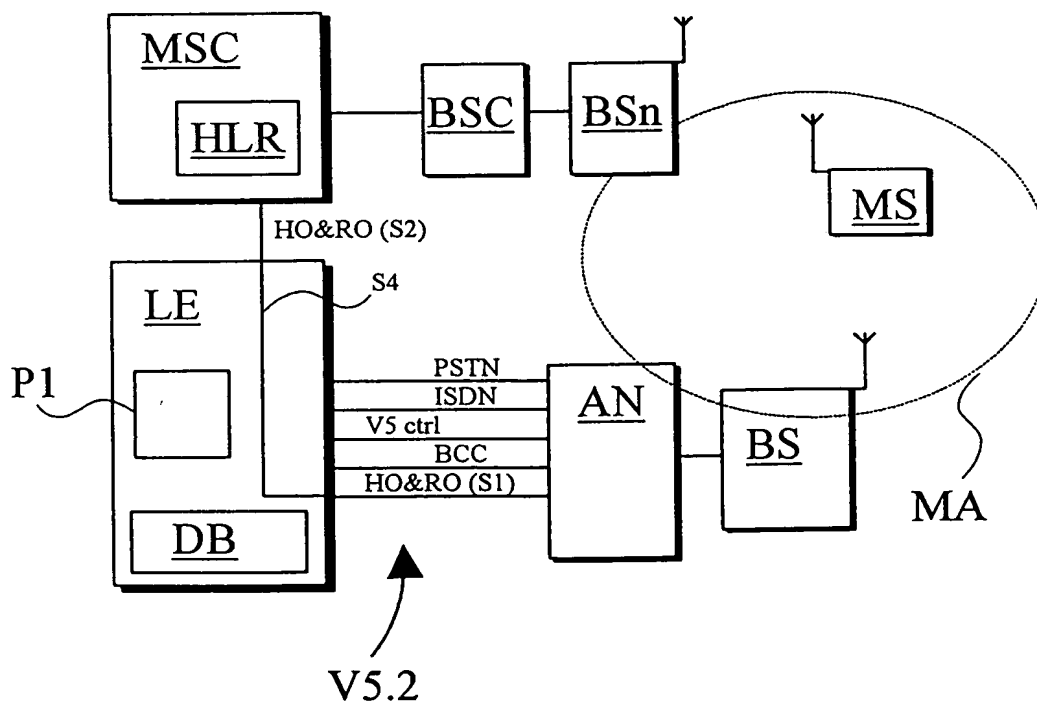 MSC
HLR
BSC
BSn
MS
HO&RO (S2)
S4
LE
P1
DB
PSTN
ISDN
V5 ctrl
BCC
HO&RO (S1)
AN
BS
MA
V5.2